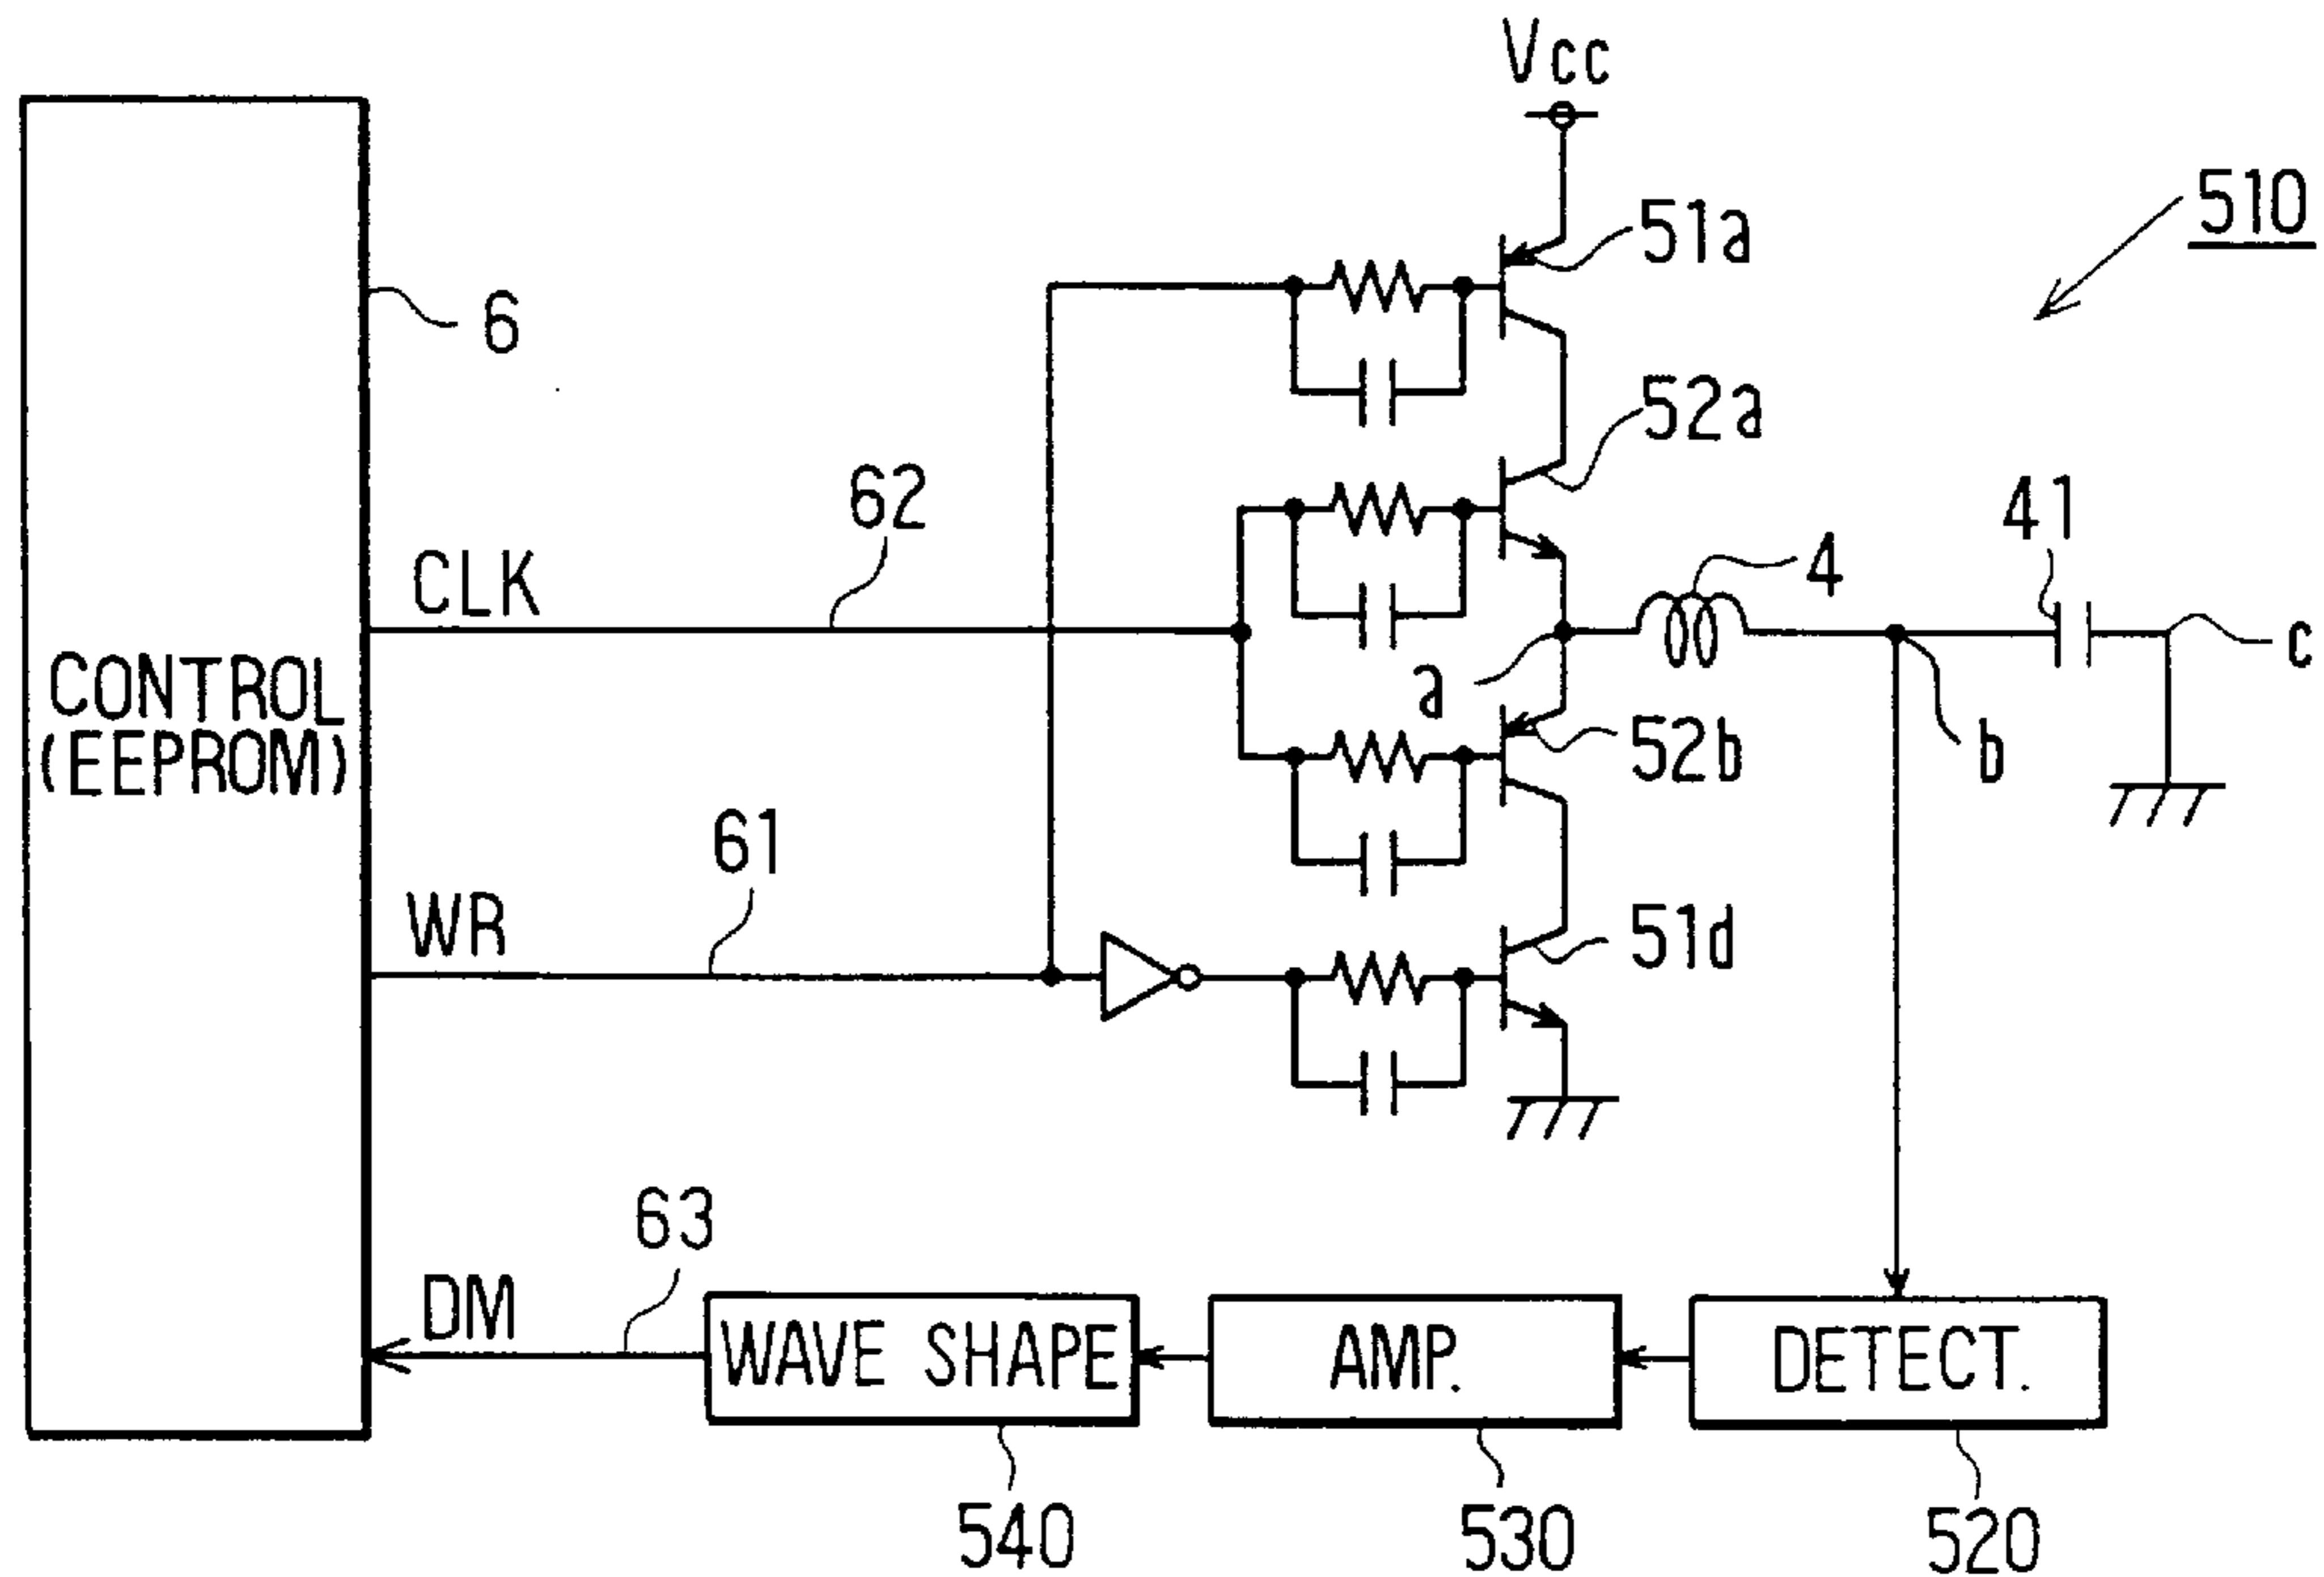 Vcc
510
51a
6
52a
62
41
CLK
4
CONTROL
(EEPROM)
a
c
52b
b
61
WR
51d
63
DM
WAVE SHAPE
AMP.
DETECT.
540
530
520